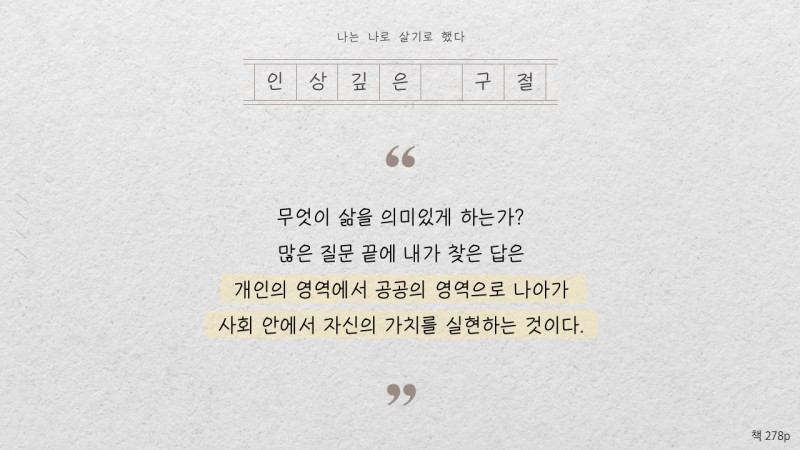 나는 나로 살기로 했다
인상깊은 구절
“
무엇이 삶을 의미있게 하는가?
많은 질문 끝에 내가 찾은 답은
개인의 영역에서 공공의 영역으로 나아가
사회 안에서 자신의 가치를 실현하는 것이다.
”
책 278p